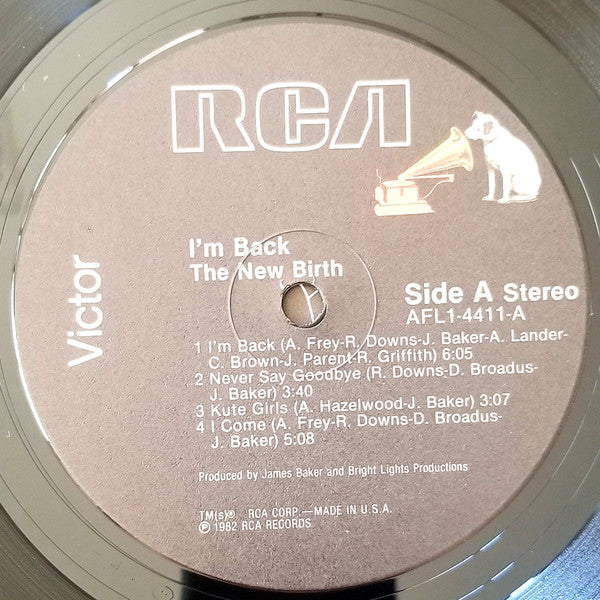 RCA
Victor
I'm Back
The New Birth
Side A Stereo
AFL1-4411-A
1 I'm Back (A. Frey-R. Downs-J. Baker-A. Lander-
C. Brown-J. Parent-R. Griffith) 6:05
2 Never Say Goodbye (R. Downs-D. Broadus-
J. Baker) 3:40
3 Kute Girls (A. Hazelwood-J. Baker) 3:07
4 I Come (A. Frey-R. Downs-D. Broadus-
J. Baker) 5:08
Produced by James Baker and Bright Lights Productions
TM(s)® RCA CORP.—MADE IN U.S.A.
℗ 1982 RCA RECORDS.